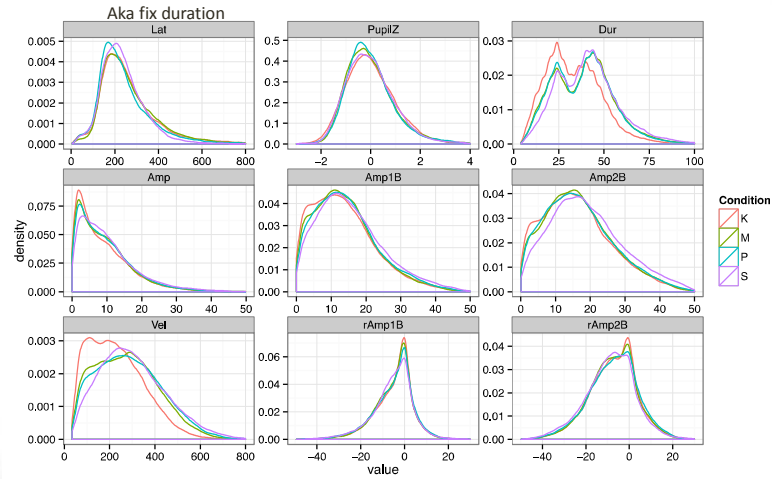 Aka fix duration
Lat PupilZ Dur
0.005 0.004 0.003 0.002 0.001 0.000
0 200 400 600 800
0.5 0.4 0.3 0.2 0.1 0.0
−2 0 2 4
0.03 0.02 0.01 0.00
0 25 50 75 100
Amp Amp1B Amp2B
0.075 0.050 0.025 0.000
0 10 20 30 40 50
0.04 0.03 0.02 0.01 0.00
0 10 20 30 40 50
0.04 0.03 0.02 0.01 0.00
0 10 20 30 40 50
density
Condition
K
M
P
S
Vel rAmp1B rAmp2B
0.003 0.002 0.001 0.000
0 200 400 600 800
0.06 0.04 0.02 0.00
−40 −20 0 20
0.04 0.03 0.02 0.01 0.00
−40 −20 0 20
value